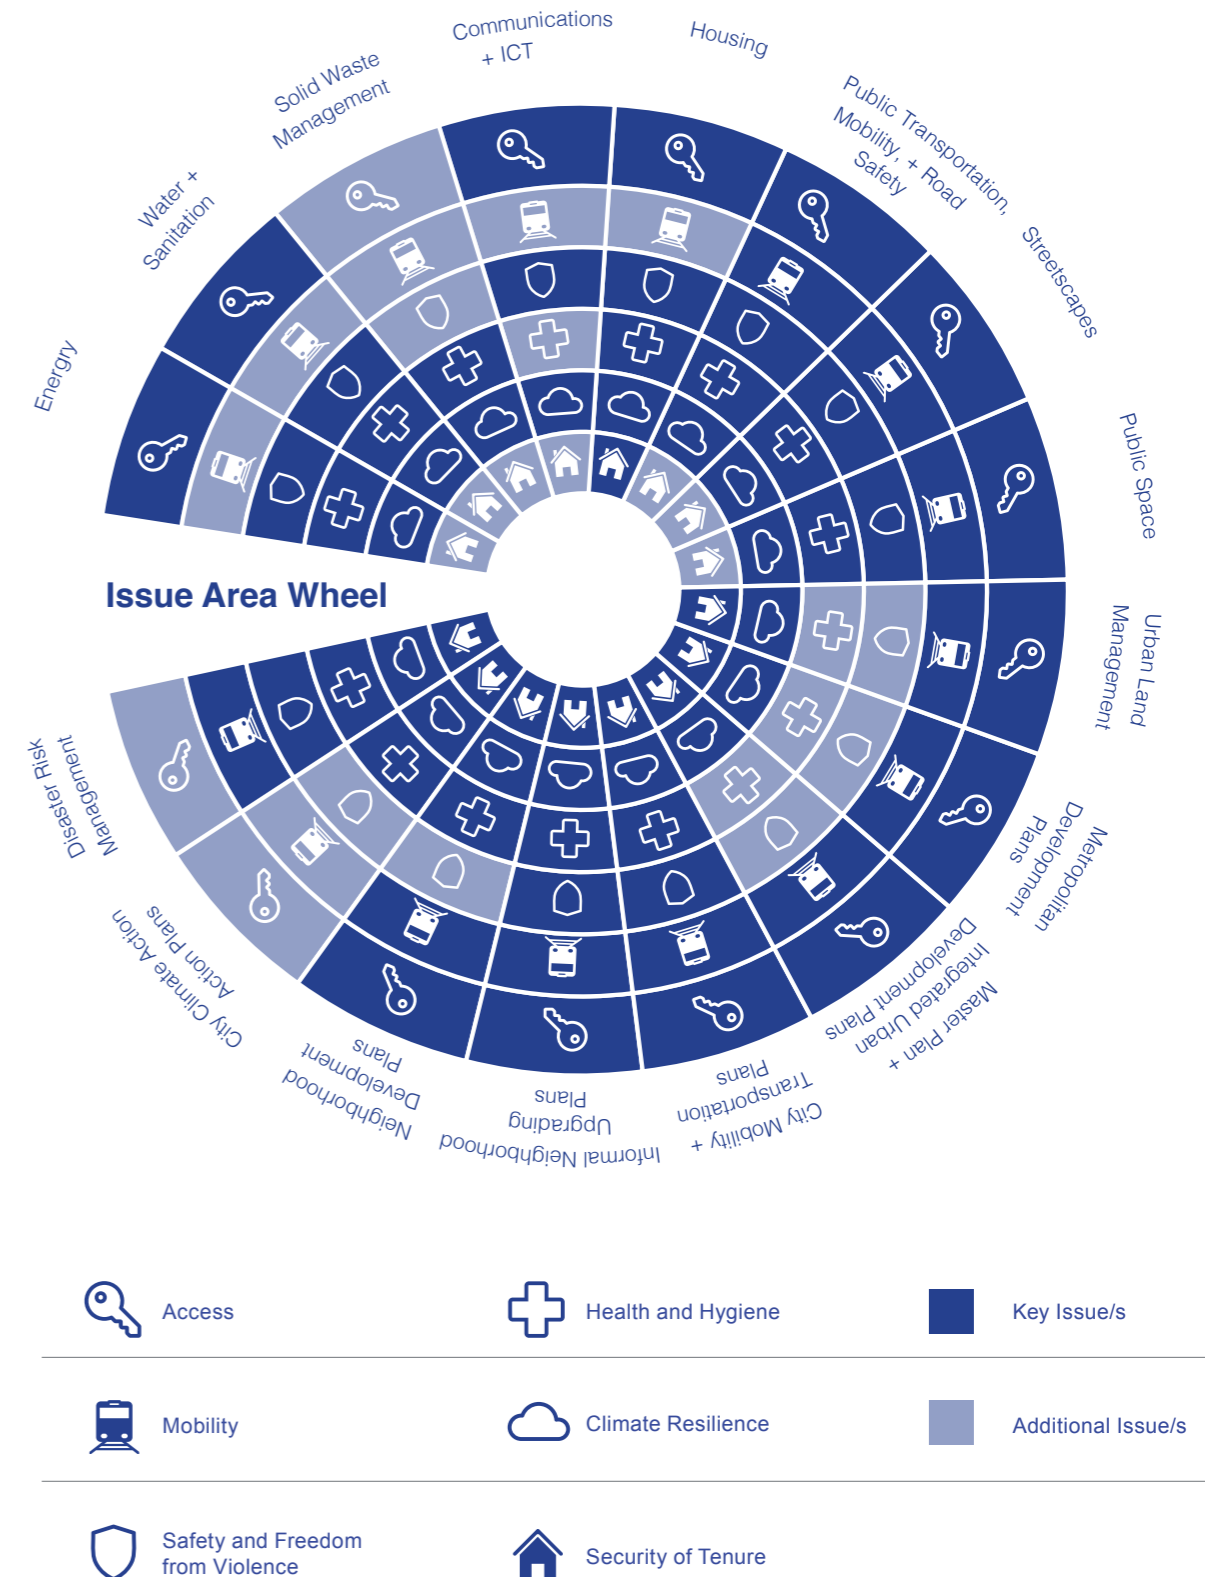 Communications
+ ICT
Housing
Public Transportation,
Mobility, + Road
Safety
Streetscapes
Public Space
Urban Land
Management
Metropolitan
Development
Plans
Master Plan +
Integrated Urban
Development Plans
City Mobility +
Transportation
Plans
Informal Neighborhood
Upgrading
Plans
Neighborhood
Development
Plans
City Climate Action
Action Plans
Disaster Risk
Management
Energry
Water +
Sanitation
Solid Waste
Management
Issue Area Wheel
Access
Health and Hygiene
Key Issue/s
Mobility
Climate Resilience
Additional Issue/s
Safety and Freedom
from Violence
Security of Tenure